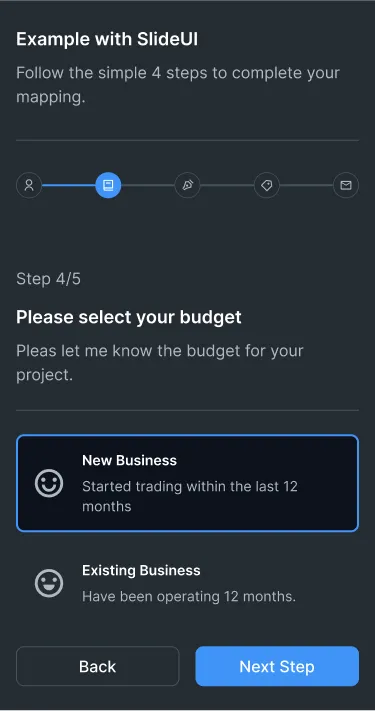 Example with SlideUI
Follow the simple 4 steps to complete your
mapping.
Step 4/5
Please select your budget
Pleas let me know the budget for your
project.
New Business
Started trading within the last 12
months
Existing Business
Have been operating 12 months.
Back
Next Step